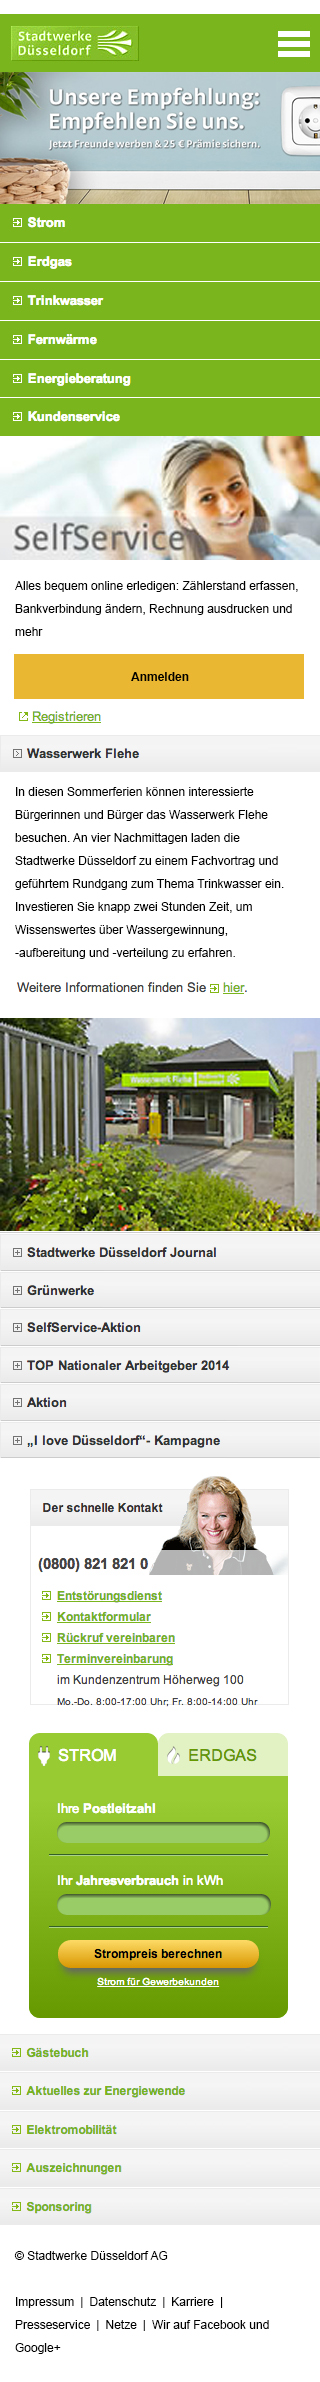 Stadtwerke
Düsseldorf
Unsere Empfehlung:
Empfehlen Sie uns.
Jetzt Freunde werben & 25 € Prämie sichern.
Strom
Erdgas
Trinkwasser
Fernwärme
Energieberatung
Kundenservice
SelfService
Alles bequem online erledigen: Zählerstand erfassen,
Bankverbindung ändern, Rechnung ausdrucken und
mehr
Anmelden
Registrieren
Wasserwerk Flehe
In diesen Sommerferien können interessierte
Bürgerinnen und Bürger das Wasserwerk Flehe
besuchen. An vier Nachmittagen laden die
Stadtwerke Düsseldorf zu einem Fachvortrag und
geführtem Rundgang zum Thema Trinkwasser ein.
Investieren Sie knapp zwei Stunden Zeit, um
Wissenswertes über Wassergewinnung,
-aufbereitung und -verteilung zu erfahren.
Weitere Informationen finden Sie hier.
Wasserwerk Flehe
Stadtwerke Düsseldorf Journal
Grünwerke
SelfService-Aktion
TOP Nationaler Arbeitgeber 2014
Aktion
„I love Düsseldorf“- Kampagne
Der schnelle Kontakt
(0800) 821 821 0
Entstörungsdienst
Kontaktformular
Rückruf vereinbaren
Terminvereinbarung
im Kundenzentrum Höherweg 100
Mo.-Do. 8:00-17:00 Uhr; Fr. 8:00-14:00 Uhr
STROM ERDGAS
Ihre Postleitzahl
Ihr Jahresverbrauch in kWh
Strompreis berechnen
Strom für Gewerbekunden
Gästebuch
Aktuelles zur Energiewende
Elektromobilität
Auszeichnungen
Sponsoring
© Stadtwerke Düsseldorf AG
Impressum | Datenschutz | Karriere |
Presseservice | Netze | Wir auf Facebook und
Google+